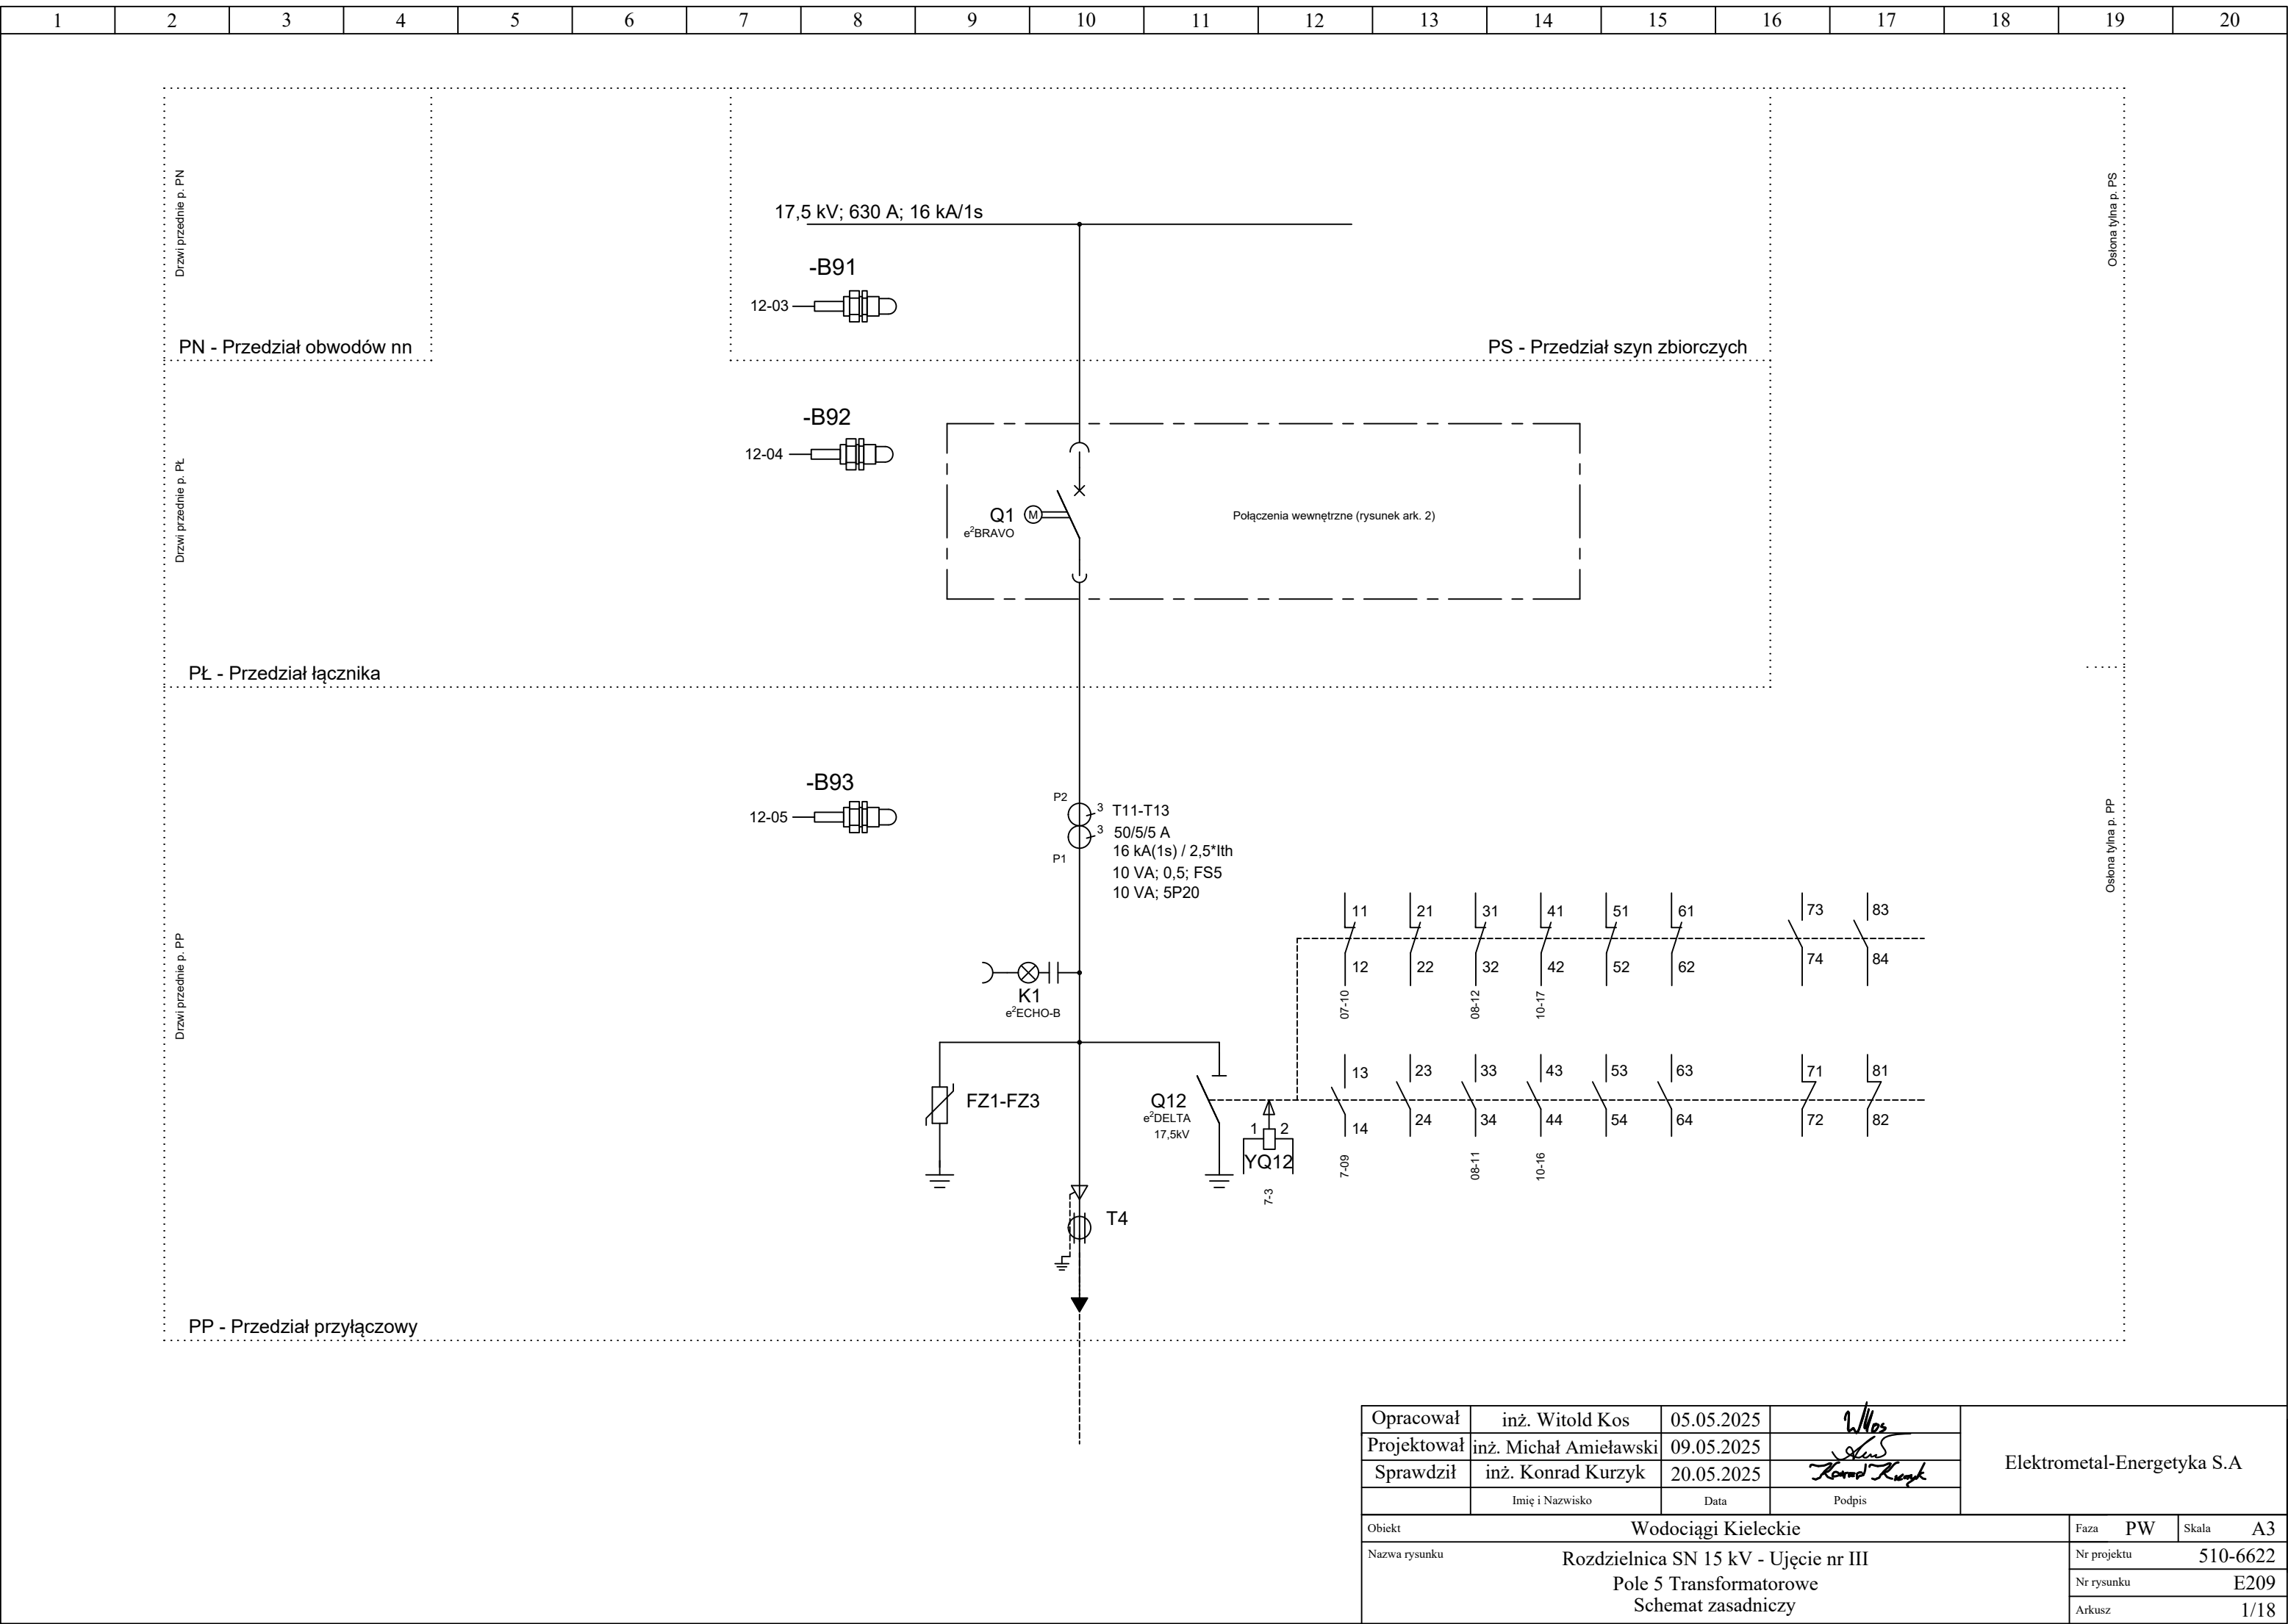 1 2 3 4 5 6 7 8 9 10 11 12 13 14 15 16 17 18 19 20
Drzwi przednie p. PN
Osłona tylna p. PS
17,5 kV; 630 A; 16 kA/1s
-B91
12-03
PN - Przedział obwodów nn
PS - Przedział szyn zbiorczych
-B92
12-04
Drzwi przednie p. PŁ
Q1
M
e²BRAVO
Połączenia wewnętrzne (rysunek ark. 2)
PŁ - Przedział łącznika
-B93
12-05
P2
3
T11-T13
3
50/5/5 A
P1
16 kA(1s) / 2,5*Ith
10 VA; 0,5; FS5
10 VA; 5P20
Osłona tylna p. PP
Drzwi przednie p. PP
11 21 31 41 51 61 73 83
12 22 32 42 52 62 74 84
07-10 08-12 10-17
K1
e²ECHO-B
FZ1-FZ3
Q12
e²DELTA
17,5kV
1 2
YQ12
7-3
13 23 33 43 53 63 71 81
14 24 34 44 54 64 72 82
7-09 08-11 10-16
T4
PP - Przedział przyłączowy
Opracował inż. Witold Kos 05.05.2025
Projektował inż. Michał Amieławski 09.05.2025
Sprawdził inż. Konrad Kurzyk 20.05.2025 Konrad Kurzyk
Imię i Nazwisko Data Podpis
Elektrometal-Energetyka S.A
Obiekt Wodociągi Kieleckie Faza PW Skala A3
Nazwa rysunku Rozdzielnica SN 15 kV - Ujęcie nr III
Pole 5 Transformatorowe
Schemat zasadniczy
Nr projektu 510-6622
Nr rysunku E209
Arkusz 1/18